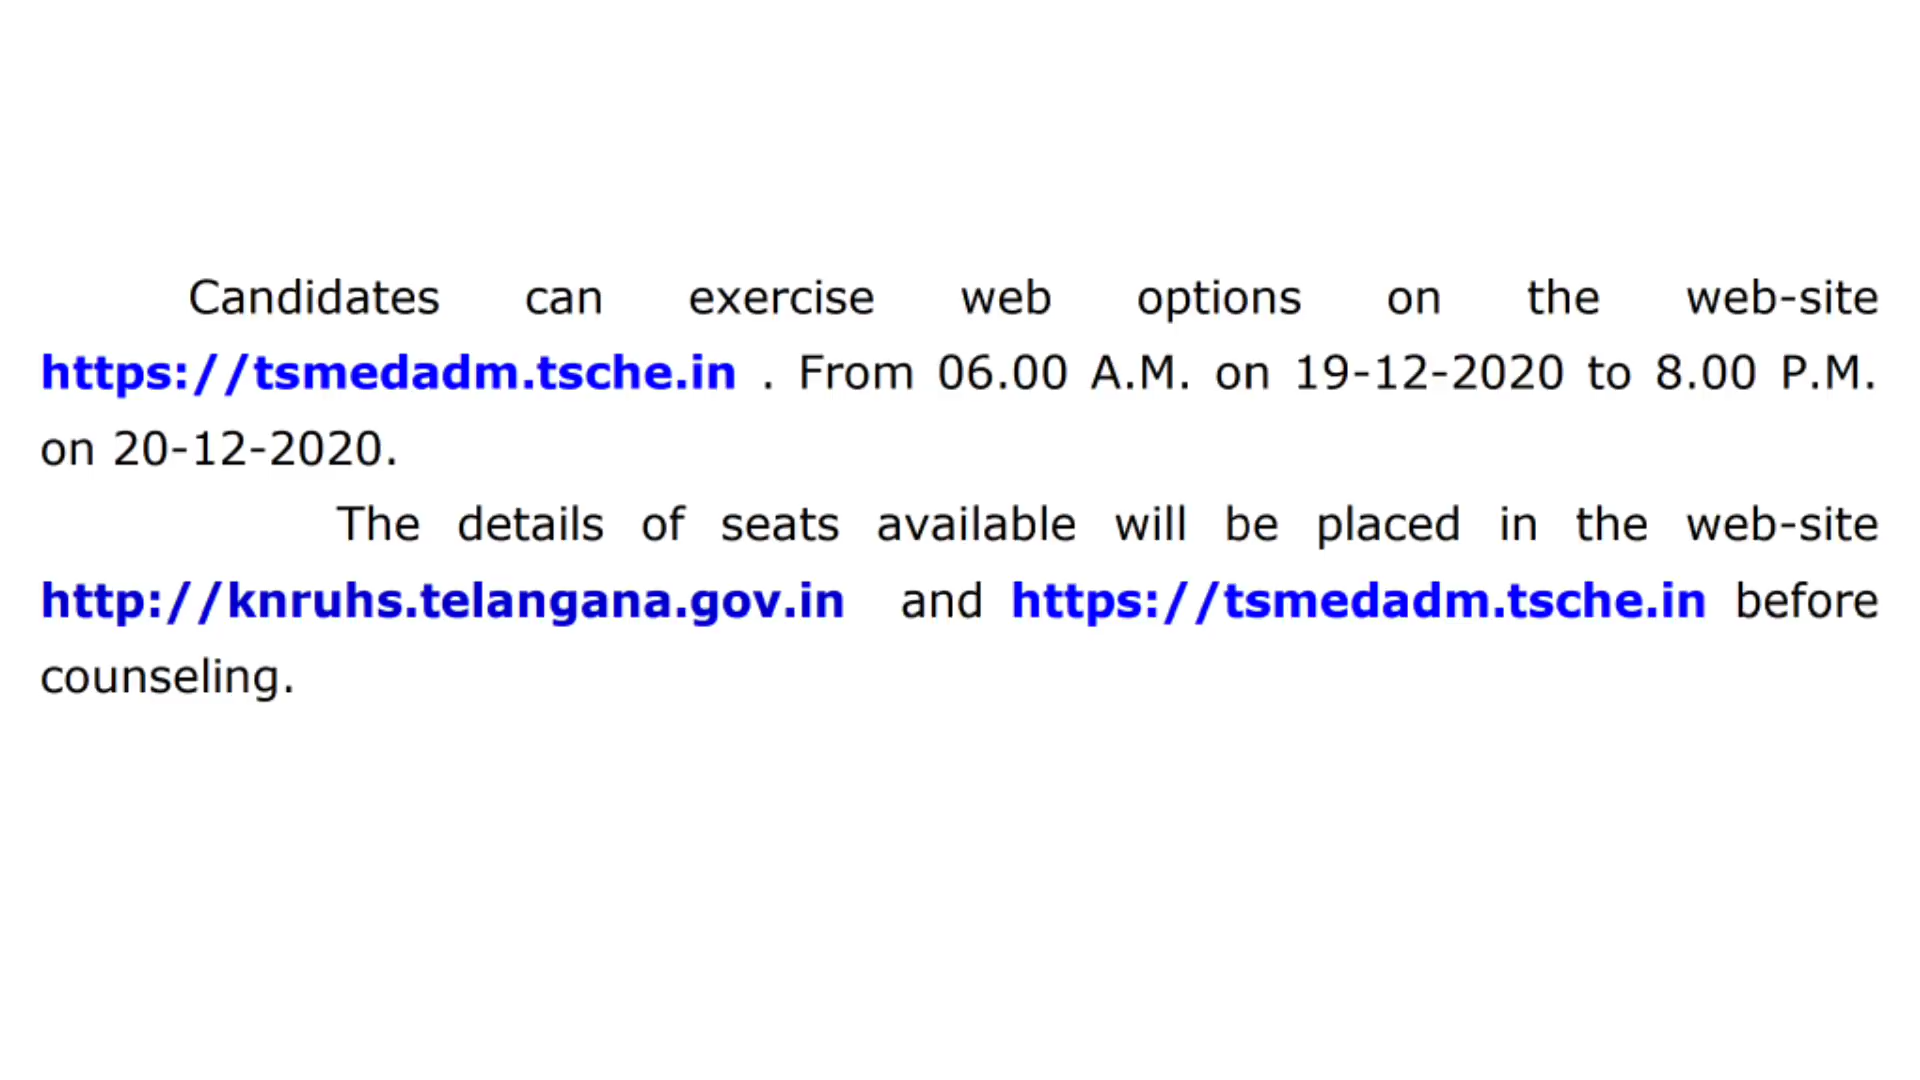 Candidates can exercise web options on the web-site
https://tsmedadm.tsche.in . From 06.00 A.M. on 19-12-2020 to 8.00 P.M.
on 20-12-2020.
The details of seats available will be placed in the web-site
http://knruhs.telangana.gov.in and https://tsmedadm.tsche.in before
counseling.